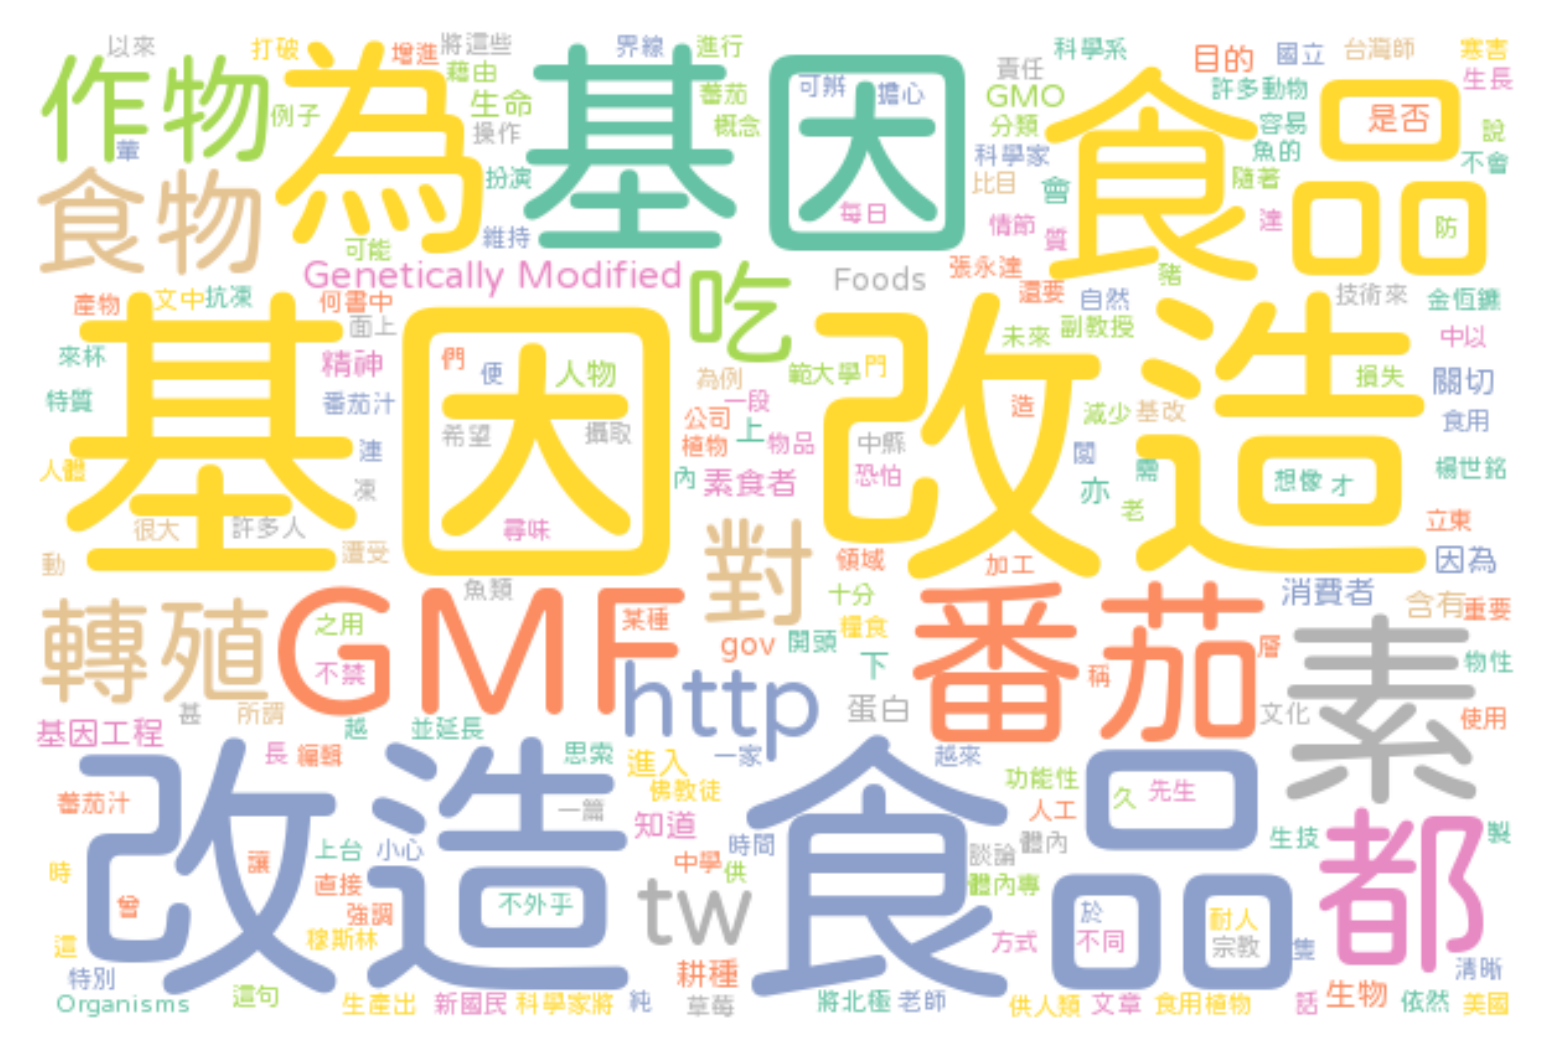 以來 打破 增進 將這些 界線 進行 科學系 目的 國立 台灣師 寒害
作物 為 基因 食品
藉由 蕃茄 可辨 擔心 責任 GMO 許多動物 生長
例子 生命 操作 概念 分類 容易 是否 說
葷 扮演 科學家 比目 魚的 不會
食物 會 隨著
可能 維持 每日 情節 質 達 防
Genetically Modified 吃 Foods 張永達 豬
產物 文中 抗凍 何書中 還要 自然 技術來 金恆鑣
基因 改造
來杯 面上 精神 們 便 人物 為例 範大學 門 未來 副教授 中以
特質 番茄汁 一段 造 減少 基改 損失 關切
希望 攝取 公司 上 物品 中縣 食用
人體 連 植物 閱
凍 內 素食者 恐怕 亦 需 想像 才 楊世銘
很大 許多人 尋味 老 立東
動 遭受 對 領域 加工 因為
轉殖 GMF 魚類 十分 番茄 消費者 含有 重要
之用 某種 gov 開頭 糧食 素
不禁 http 下 層 物性
甚 所謂 蛋白 稱 文化 使用
基因工程 越 並延長
長 編輯 思索 進入 一家 越來
改造 食品
蕃茄汁 一篇 佛教徒 功能性 久 先生
知道 人工 都
時 讓 上台 小心 時間 談論 體內 生技 製
直接 中學 供 體內專
曾 強調 不外乎 tw 於 耐人
這 穆斯林 方式 不同 宗教 隻
特別 耕種 清晰
Organisms 這句 生產出 新國民 科學家將 純 草莓 將北極 老師 供人類 文章 食用植物 話 生物 依然 美國